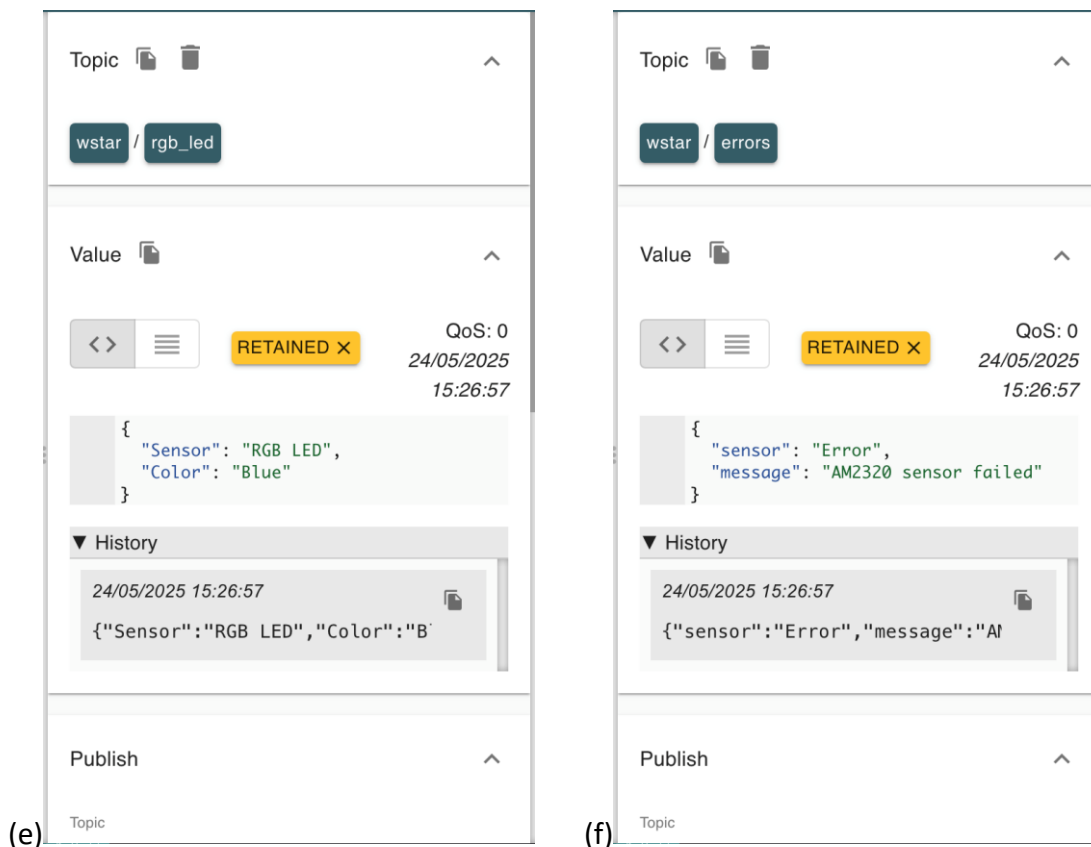 Topic
wstar / rgb_led
Value
RETAINED X
QoS: 0
24/05/2025
15:26:57
{
"Sensor": "RGB LED",
"Color": "Blue"
}
▼ History
24/05/2025 15:26:57
{"Sensor":"RGB LED","Color":"B
Publish
Topic
(e)
Topic
wstar / errors
Value
RETAINED X
QoS: 0
24/05/2025
15:26:57
{
"sensor": "Error",
"message": "AM2320 sensor failed"
}
▼ History
24/05/2025 15:26:57
{"sensor":"Error","message":"AM
Publish
Topic
(f)